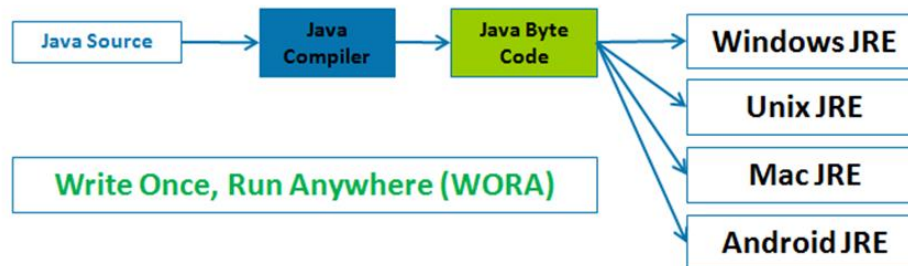 Java Source
Java
Compiler
Java Byte
Code
Windows JRE
Unix JRE
Mac JRE
Android JRE
Write Once, Run Anywhere (WORA)